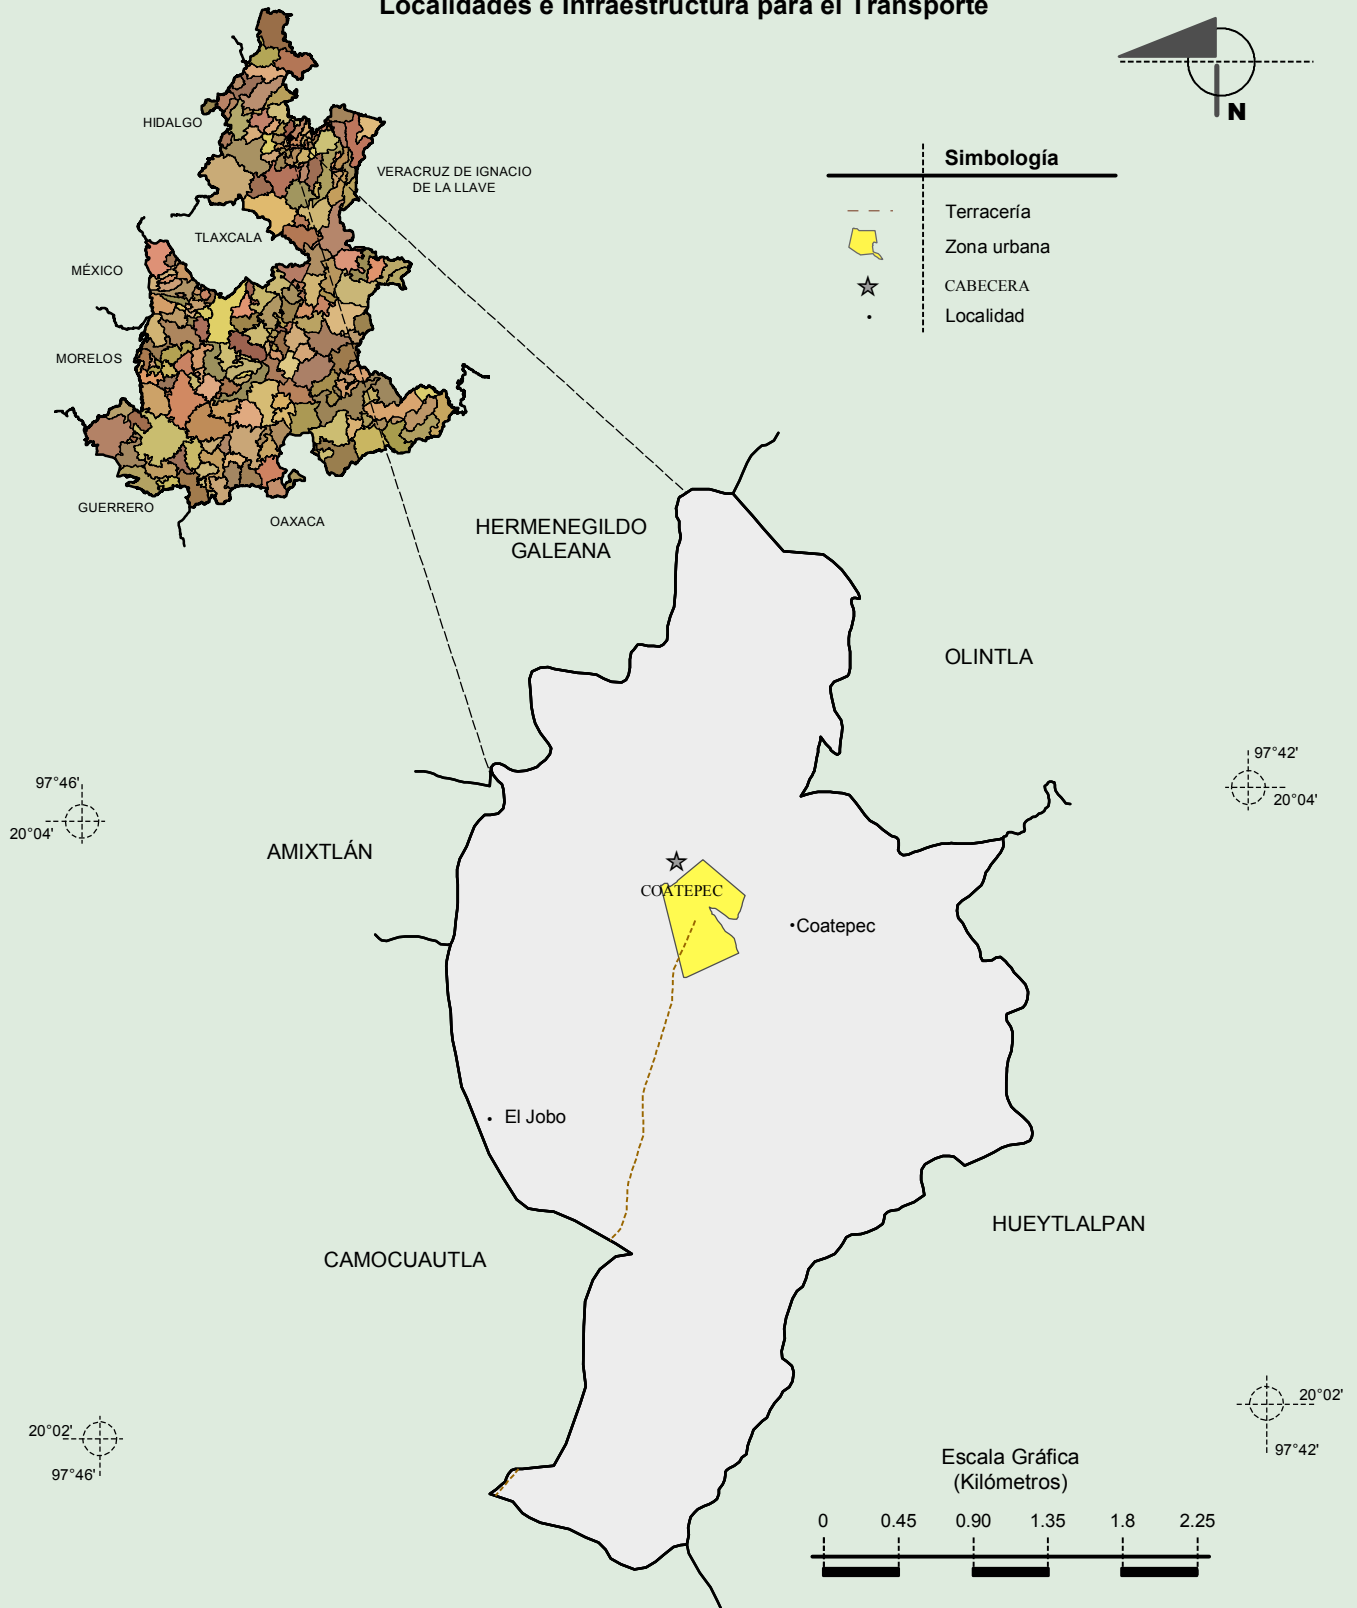 Localidades e Infraestructura para el Transporte
N
HIDALGO
VERACRUZ DE IGNACIO
DE LA LLAVE
TLAXCALA
MÉXICO
MORELOS
GUERRERO
OAXACA
Simbología
Terracería
Zona urbana
CABECERA
Localidad
HERMENEGILDO
GALEANA
OLINTLA
97°46'
20°04'
97°42'
20°04'
AMIXTLÁN
COATEPEC
Coatepec
El Jobo
HUEYTLALPAN
CAMOCUAUTLA
20°02'
97°46'
20°02'
97°42'
Escala Gráfica
(Kilómetros)
0 0.45 0.90 1.35 1.8 2.25